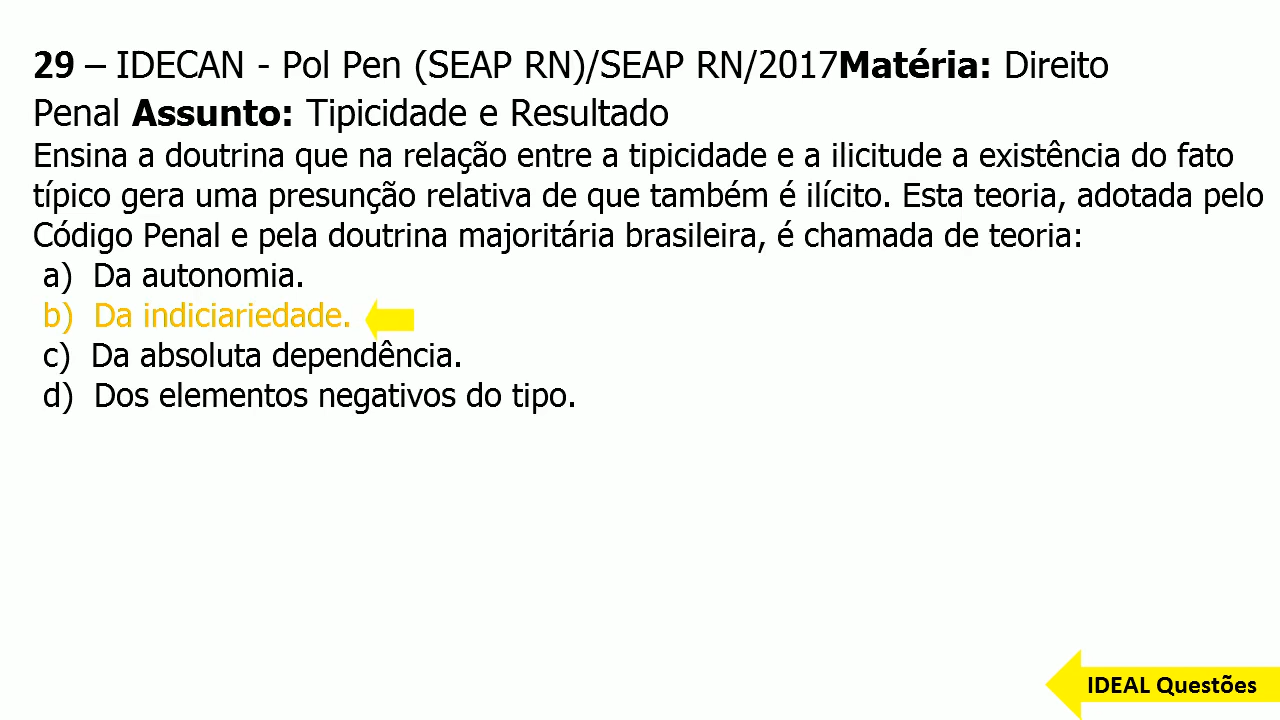 29 – IDECAN - Pol Pen (SEAP RN)/SEAP RN/2017Matéria: Direito
Penal Assunto: Tipicidade e Resultado
Ensina a doutrina que na relação entre a tipicidade e a ilicitude a existência do fato
típico gera uma presunção relativa de que também é ilícito. Esta teoria, adotada pelo
Código Penal e pela doutrina majoritária brasileira, é chamada de teoria:
a) Da autonomia.
b) Da indiciariedade.
c) Da absoluta dependência.
d) Dos elementos negativos do tipo.
IDEAL Questões